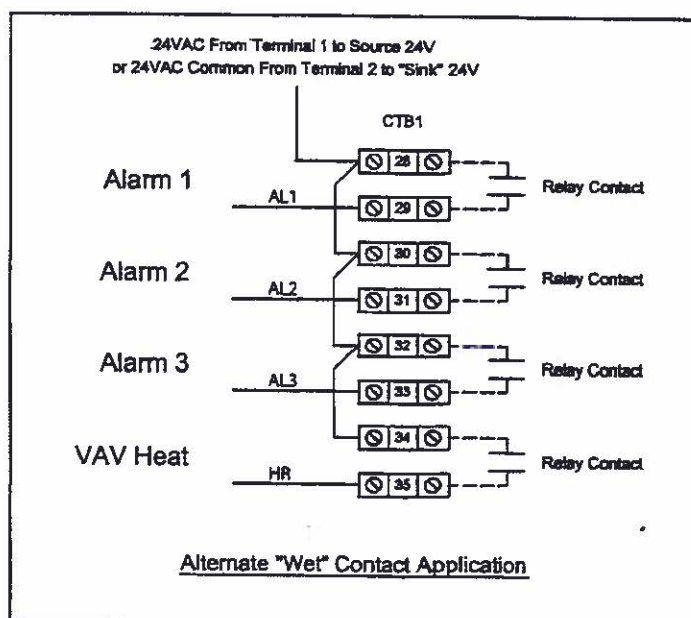 24VAC From Terminal 1 to Source 24V
or 24VAC Common From Terminal 2 to "Sink" 24V
CTB1
28
Alarm 1
Relay Contact
AL1
29
30
Alarm 2
Relay Contact
AL2
31
32
Alarm 3
Relay Contact
AL3
33
34
VAV Heat
Relay Contact
HR
35
Alternate "Wet" Contact Application